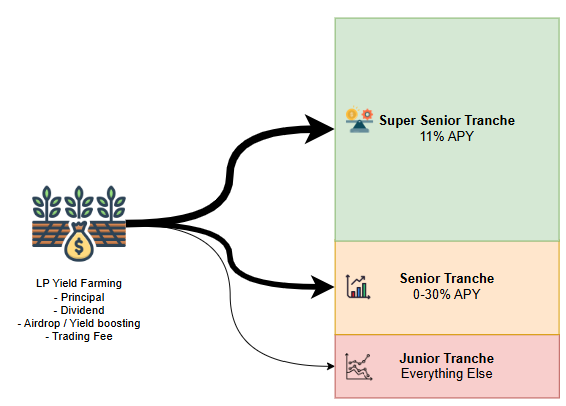 Super Senior Tranche
11% APY
LP Yield Farming
- Principal
- Dividend
- Airdrop / Yield boosting
- Trading Fee
Senior Tranche
0-30% APY
Junior Tranche
Everything Else